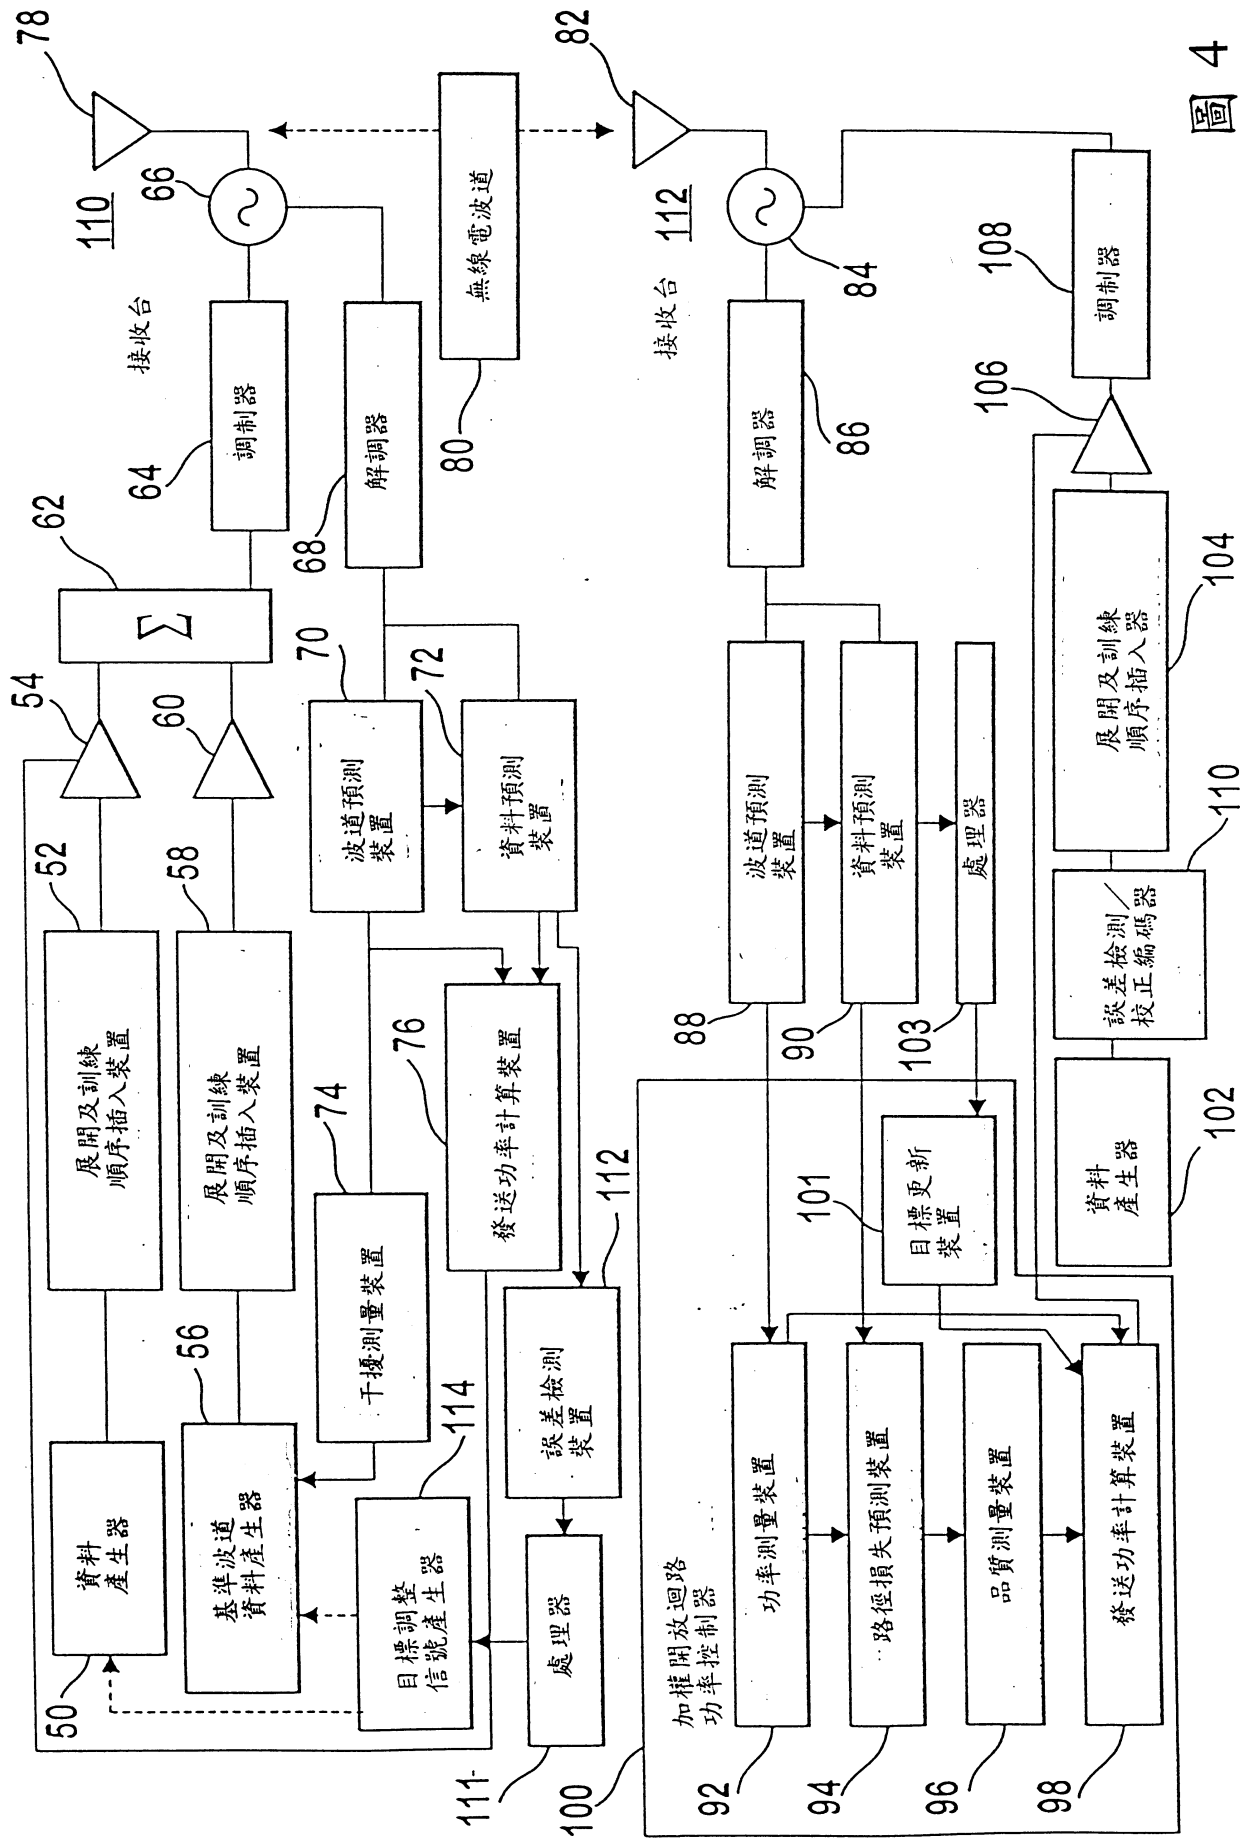 50
資料
產生器
52
展開及訓練
順序插入裝置
54
56
基準波道
資料產生器
58
展開及訓練
順序插入裝置
60
62
Σ
64
調制器
接收台
110
66
78
68
解調器
70
波道預測
裝置
72
資料預測
裝置
74
干擾測量裝置
76
發送功率計算裝置
114
目標調整
信號產生器
112
誤差檢測
裝置
111
處理器
80
無線電波道
82
接收台
112
84
86
解調器
88
波道預測
裝置
90
資料預測
裝置
103
處理器
100
加權開放迴路
功率控制器
92
功率測量裝置
94
路徑損失預測裝置
96
品質測量裝置
98
發送功率計算裝置
101
目標更新
裝置
102
資料
產生器
110
誤差檢測/
校正編碼器
104
展開及訓練
順序插入器
106
108
調制器
圖 4